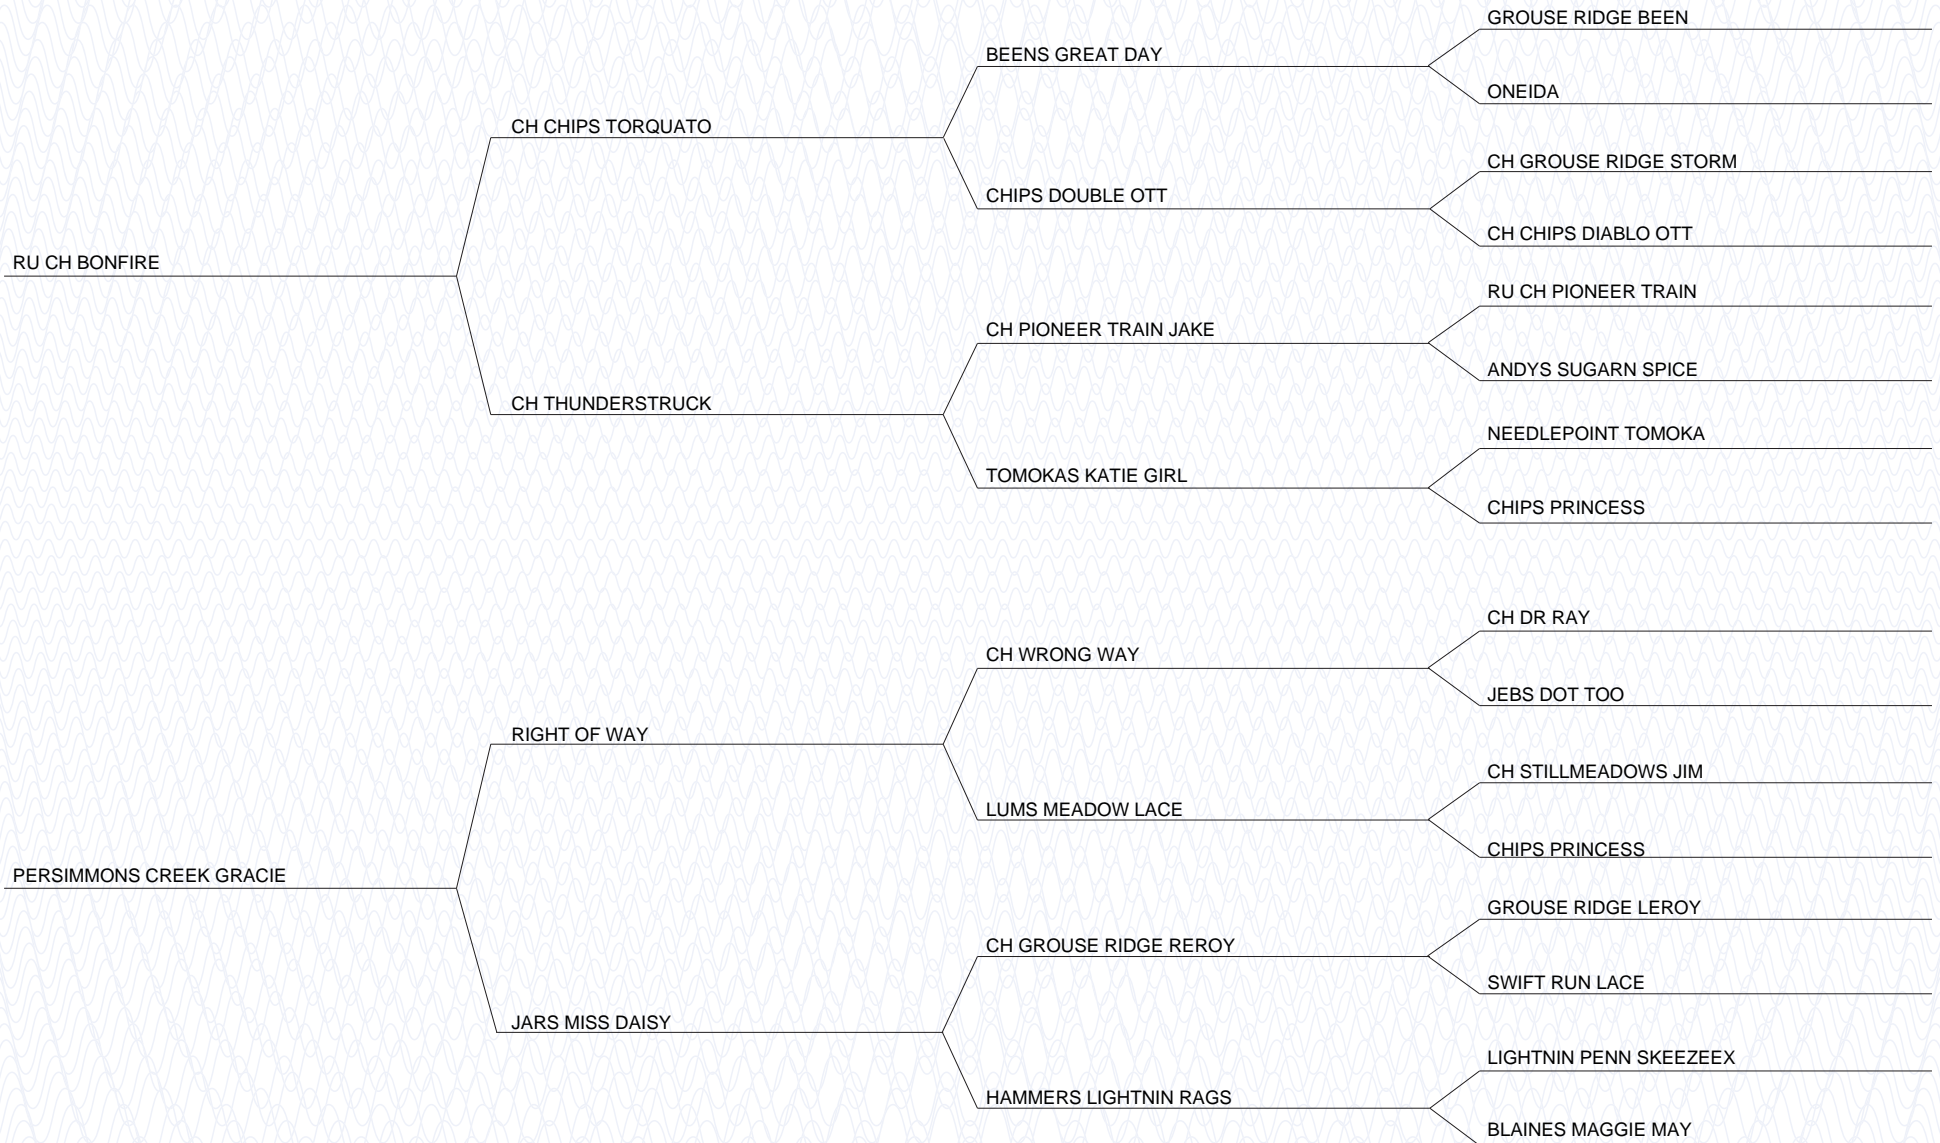 GROUSE RIDGE BEEN
BEENS GREAT DAY
ONEIDA
CH CHIPS TORQUATO
CH GROUSE RIDGE STORM
CHIPS DOUBLE OTT
CH CHIPS DIABLO OTT
RU CH BONFIRE
RU CH PIONEER TRAIN
CH PIONEER TRAIN JAKE
ANDYS SUGARN SPICE
CH THUNDERSTRUCK
NEEDLEPOINT TOMOKA
TOMOKAS KATIE GIRL
CHIPS PRINCESS
CH DR RAY
CH WRONG WAY
JEBS DOT TOO
RIGHT OF WAY
CH STILLMEADOWS JIM
LUMS MEADOW LACE
CHIPS PRINCESS
PERSIMMONS CREEK GRACIE
GROUSE RIDGE LEROY
CH GROUSE RIDGE REROY
SWIFT RUN LACE
JARS MISS DAISY
LIGHTNIN PENN SKEEZEEX
HAMMERS LIGHTNIN RAGS
BLAINES MAGGIE MAY